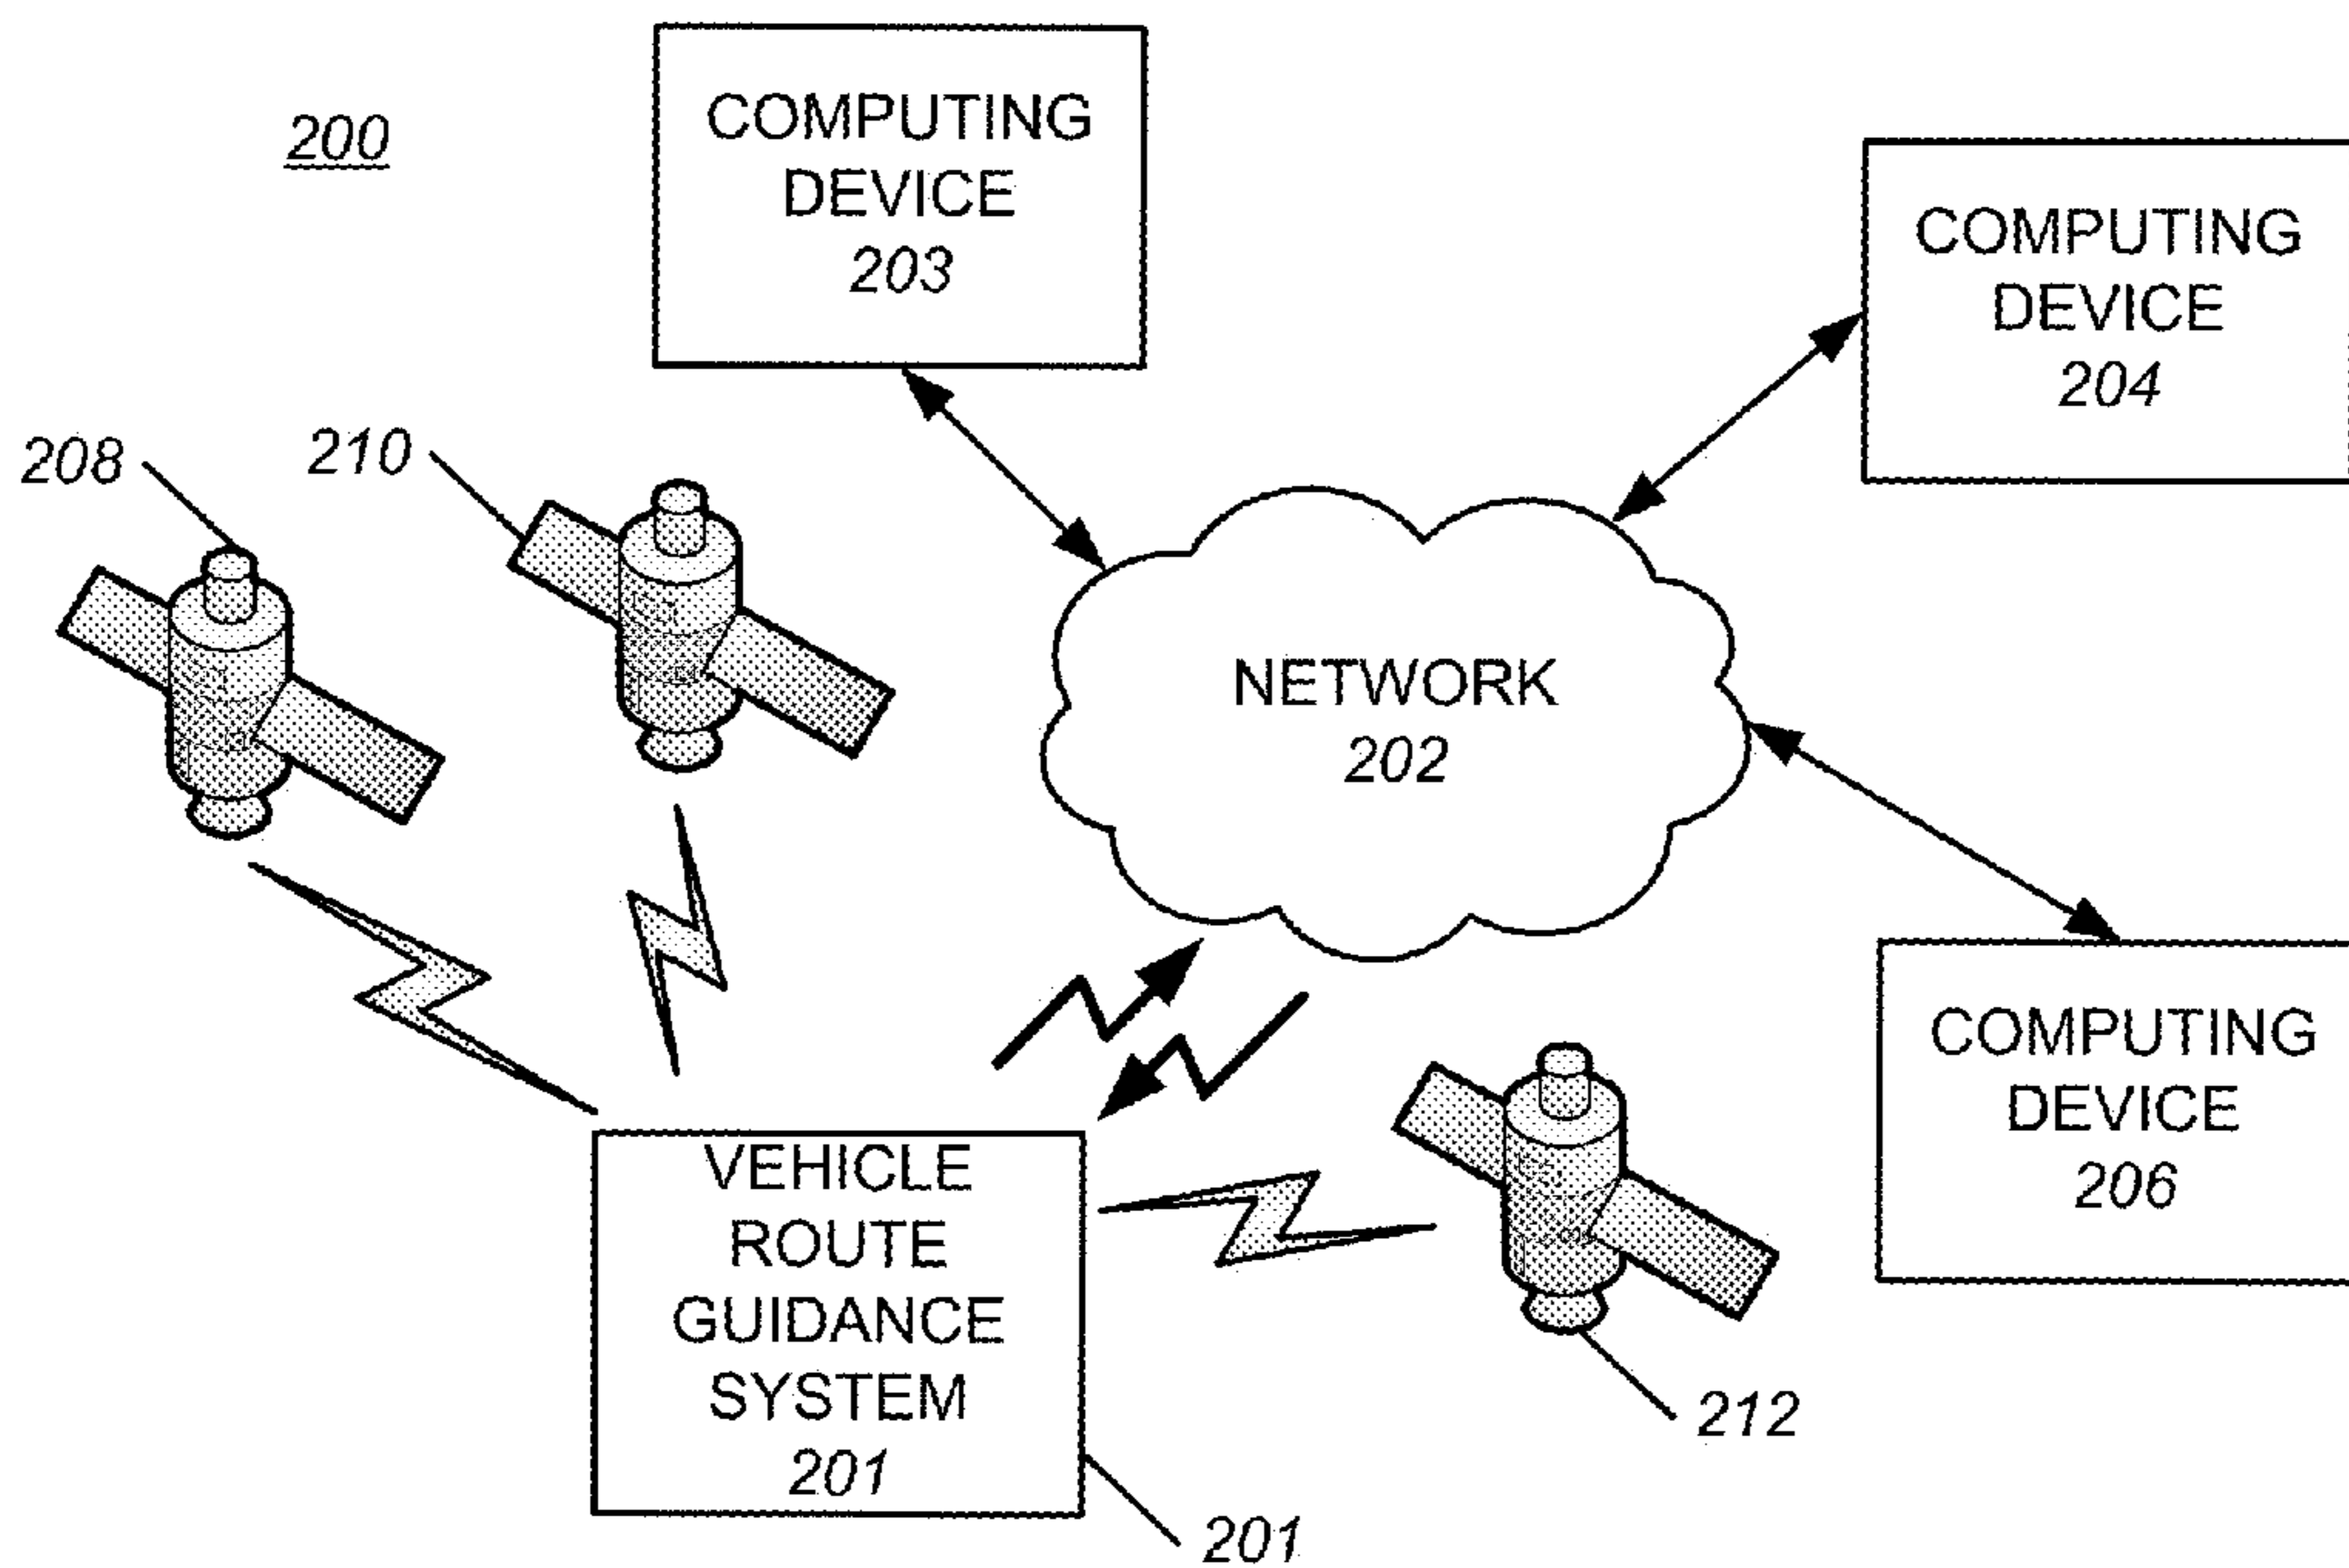 200
COMPUTING
DEVICE
203
COMPUTING
DEVICE
204
208
210
NETWORK
202
COMPUTING
DEVICE
206
VEHICLE
ROUTE
GUIDANCE
SYSTEM
201
212
201